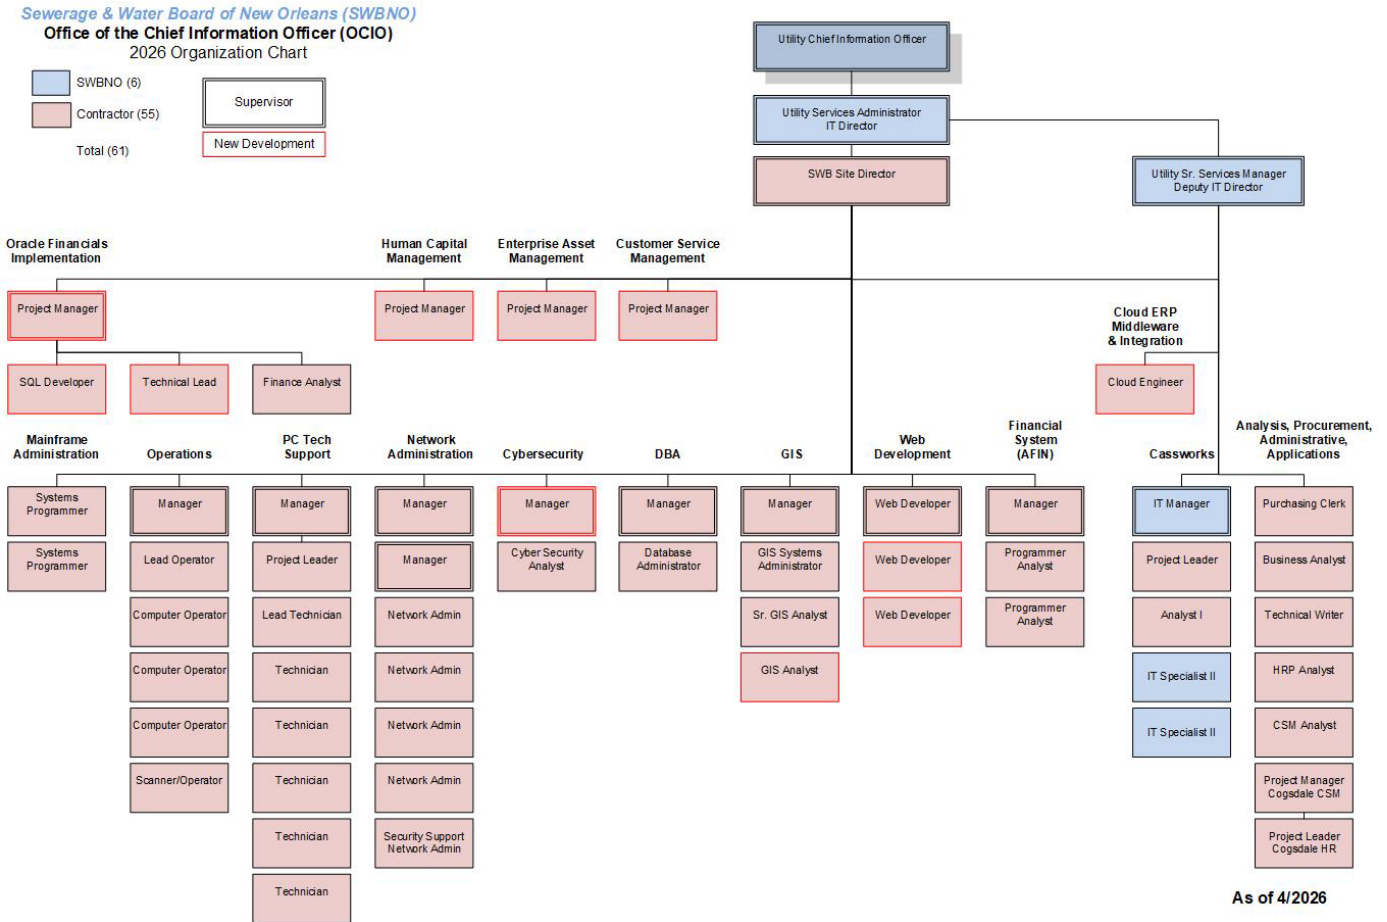 Sewerage & Water Board of New Orleans (SWBNO)
Office of the Chief Information Officer (OCIO)
2026 Organization Chart
SWBNO (6)
Contractor (55)
Total (61)
Supervisor
New Development
Utility Chief Information Officer
Utility Services Administrator
IT Director
SWB Site Director
Utility Sr. Services Manager
Deputy IT Director
Oracle Financials
Implementation
Human Capital
Management
Enterprise Asset
Management
Customer Service
Management
Project Manager
Project Manager
Project Manager
Project Manager
Cloud ERP
Middleware
& Integration
SQL Developer
Technical Lead
Finance Analyst
Cloud Engineer
Mainframe
Administration
Systems
Programmer
Systems
Programmer
Operations
Manager
Lead Operator
Computer Operator
Computer Operator
Computer Operator
Scanner/Operator
PC Tech
Support
Manager
Project Leader
Lead Technician
Technician
Technician
Technician
Technician
Technician
Network
Administration
Manager
Manager
Network Admin
Network Admin
Network Admin
Network Admin
Security Support
Network Admin
Cybersecurity
Manager
Cyber Security
Analyst
DBA
Manager
Database
Administrator
GIS
Manager
GIS Systems
Administrator
Sr. GIS Analyst
GIS Analyst
Web
Development
Web Developer
Web Developer
Web Developer
Financial
System
(AFIN)
Manager
Programmer
Analyst
Programmer
Analyst
Cassworks
IT Manager
Project Leader
Analyst I
IT Specialist II
IT Specialist II
Analysis, Procurement,
Administrative,
Applications
Purchasing Clerk
Business Analyst
Technical Writer
HRP Analyst
CSM Analyst
Project Manager
Cogsdale CSM
Project Leader
Cogsdale HR
As of 4/2026